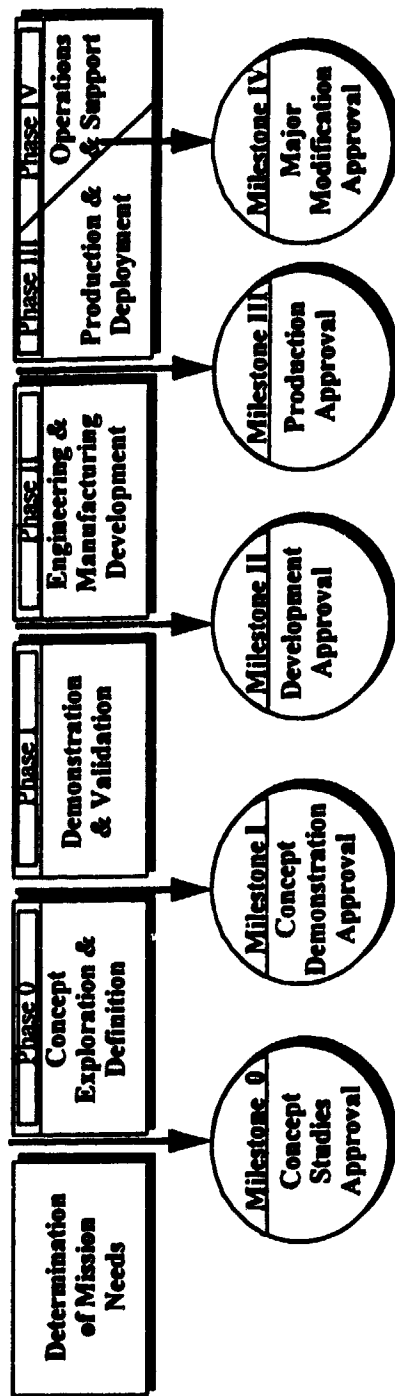 Determination
of Mission
Needs
Phase 0
Concept
Exploration &
Definition
Phase I
Demonstration
& Validation
Phase II
Engineering &
Manufacturing
Development
Phase III
Production &
Deployment
Phase IV
Operations
& Support
Milestone 0
Concept
Studies
Approval
Milestone I
Concept
Demonstration
Approval
Milestone II
Development
Approval
Milestone III
Production
Approval
Milestone IV
Major
Modification
Approval